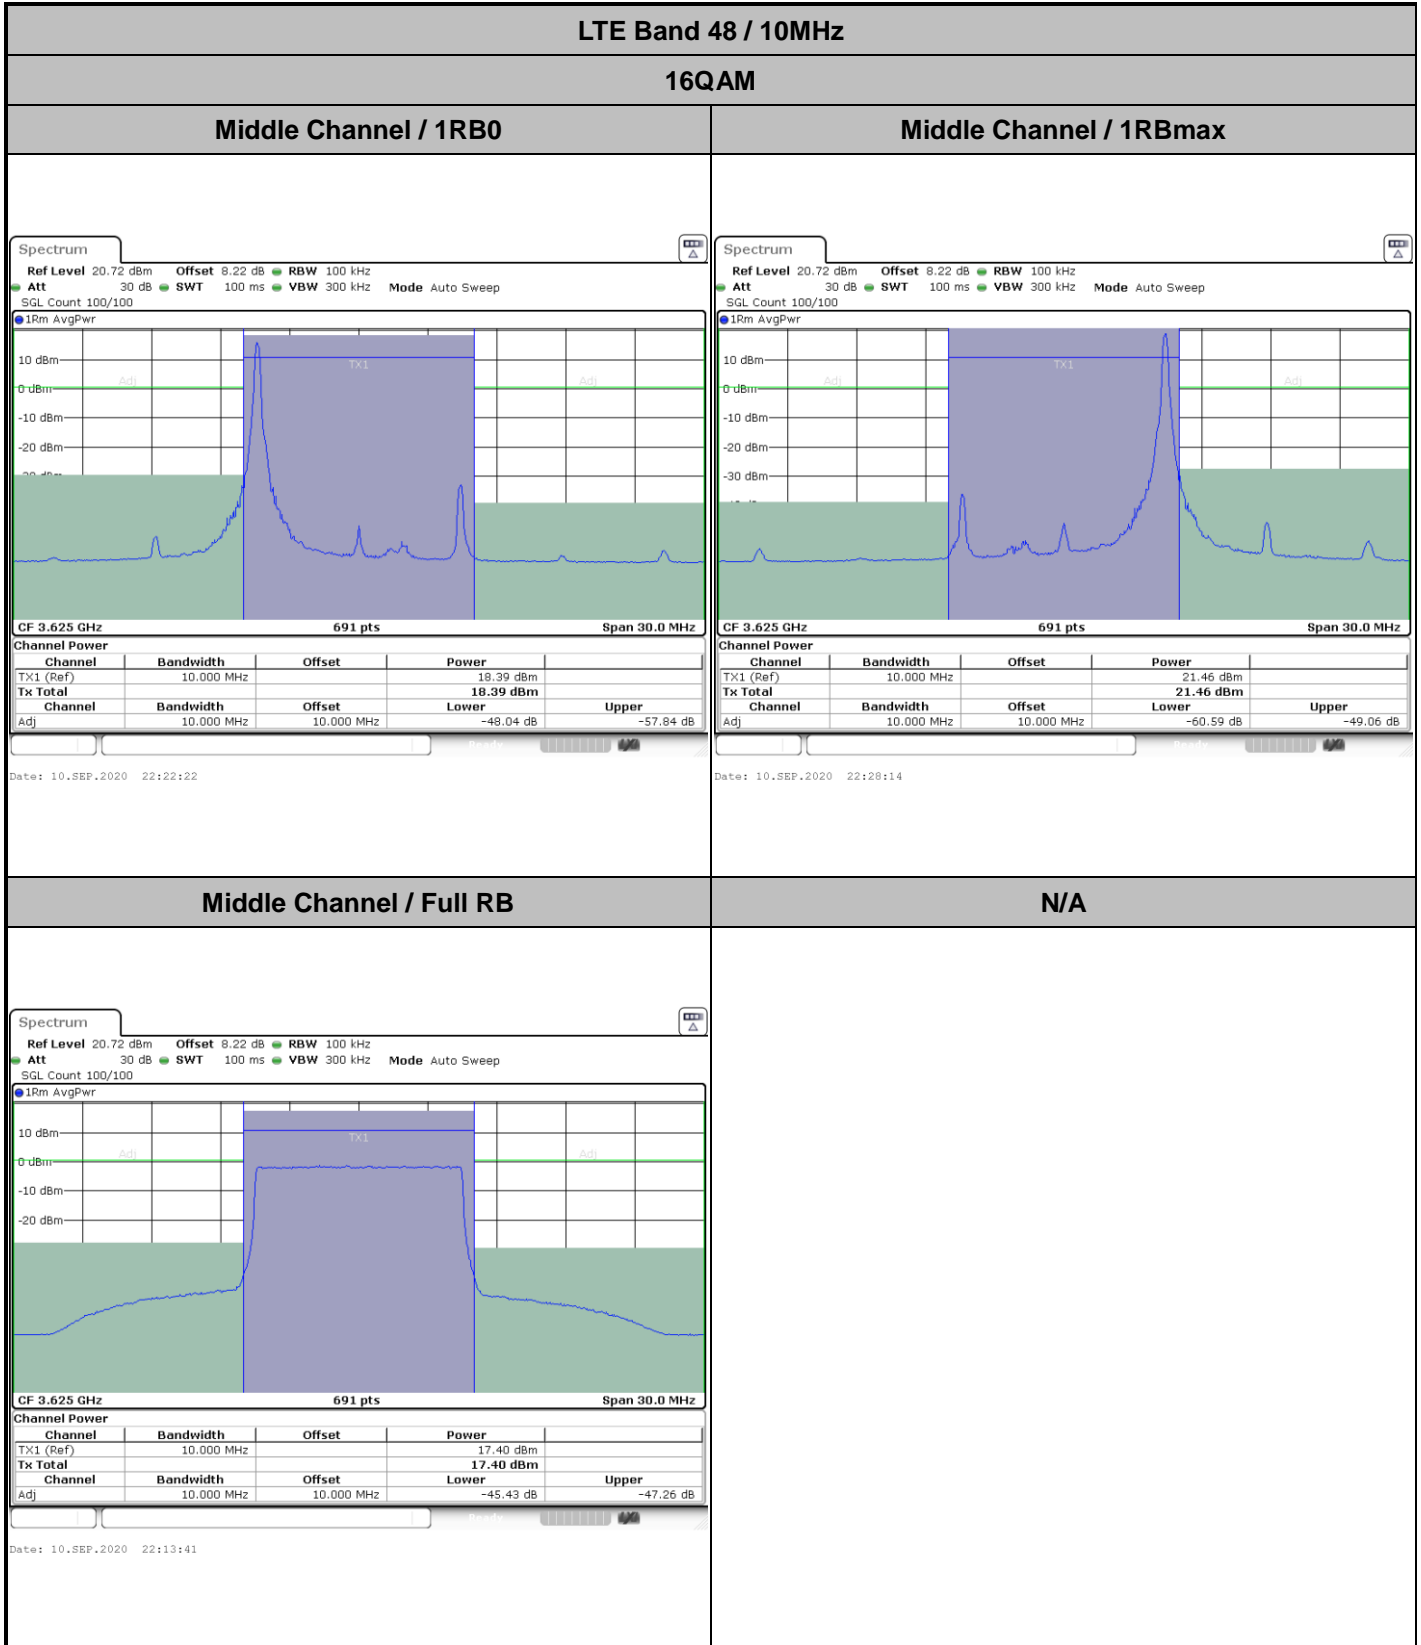 LTE Band 48 / 10MHz
16QAM
Middle Channel / 1RB0
Middle Channel / 1RBmax
Spectrum
Ref Level 20.72 dBm Offset 8.22 dB RBW 100 kHz
Att 30 dB SWT 100 ms VBW 300 kHz Mode Auto Sweep
SGL Count 100/100
1Rm AvgPwr
10 dBm
TX1
Adj
Adj
0 dBm
-10 dBm
-20 dBm
CF 3.625 GHz 691 pts Span 30.0 MHz
Channel Power
Channel Bandwidth Offset Power
TX1 (Ref) 10.000 MHz 18.39 dBm
Tx Total 18.39 dBm
Channel Bandwidth Offset Lower Upper
Adj 10.000 MHz 10.000 MHz -48.04 dB -57.84 dB
Ready
Date: 10.SEP.2020 22:22:22
Spectrum
Ref Level 20.72 dBm Offset 8.22 dB RBW 100 kHz
Att 30 dB SWT 100 ms VBW 300 kHz Mode Auto Sweep
SGL Count 100/100
1Rm AvgPwr
10 dBm
TX1
Adj
Adj
0 dBm
-10 dBm
-20 dBm
-30 dBm
CF 3.625 GHz 691 pts Span 30.0 MHz
Channel Power
Channel Bandwidth Offset Power
TX1 (Ref) 10.000 MHz 21.46 dBm
Tx Total 21.46 dBm
Channel Bandwidth Offset Lower Upper
Adj 10.000 MHz 10.000 MHz -60.59 dB -49.06 dB
Ready
Date: 10.SEP.2020 22:28:14
Middle Channel / Full RB
N/A
Spectrum
Ref Level 20.72 dBm Offset 8.22 dB RBW 100 kHz
Att 30 dB SWT 100 ms VBW 300 kHz Mode Auto Sweep
SGL Count 100/100
1Rm AvgPwr
10 dBm
TX1
Adj
Adj
0 dBm
-10 dBm
-20 dBm
CF 3.625 GHz 691 pts Span 30.0 MHz
Channel Power
Channel Bandwidth Offset Power
TX1 (Ref) 10.000 MHz 17.40 dBm
Tx Total 17.40 dBm
Channel Bandwidth Offset Lower Upper
Adj 10.000 MHz 10.000 MHz -45.43 dB -47.26 dB
Ready
Date: 10.SEP.2020 22:13:41